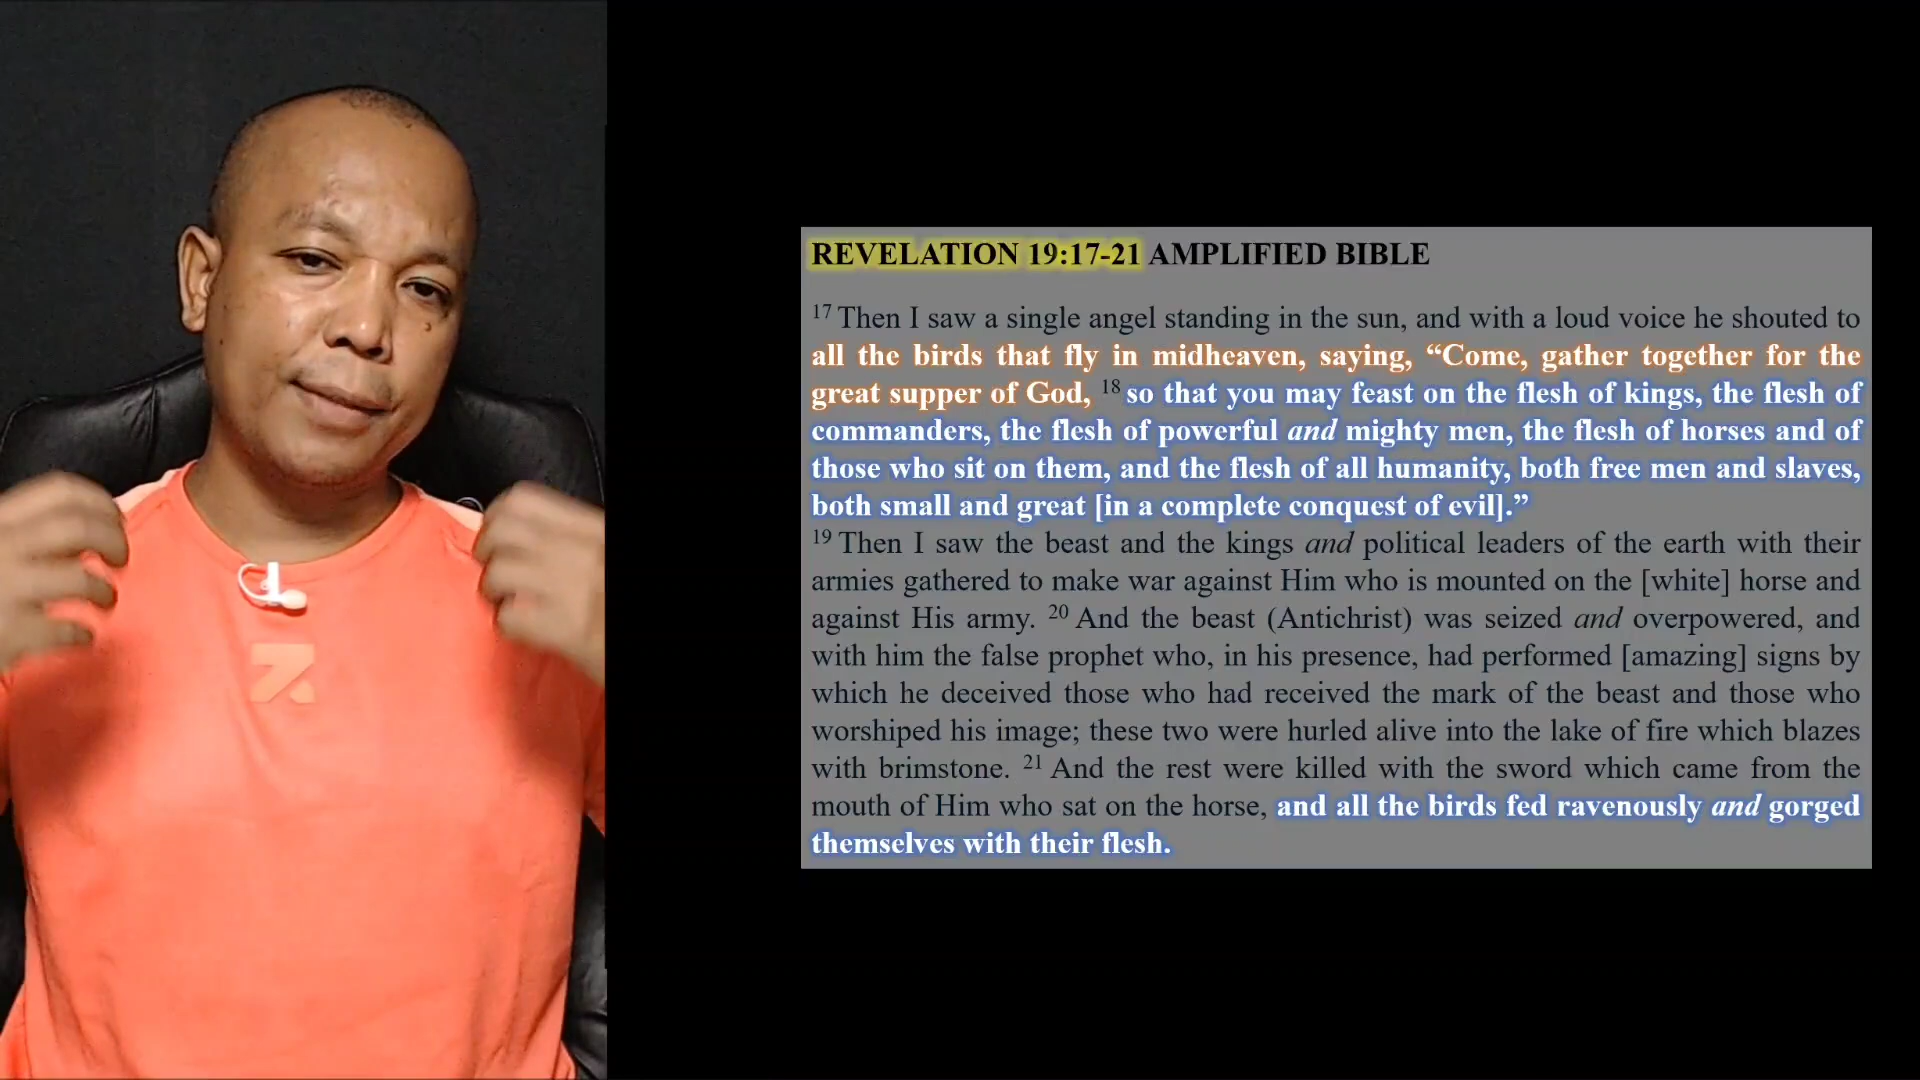 REVELATION 19:17-21 AMPLIFIED BIBLE
17 Then I saw a single angel standing in the sun, and with a loud voice he shouted to
all the birds that fly in midheaven, saying, “Come, gather together for the
great supper of God, 18 so that you may feast on the flesh of kings, the flesh of
commanders, the flesh of powerful and mighty men, the flesh of horses and of
those who sit on them, and the flesh of all humanity, both free men and slaves,
both small and great [in a complete conquest of evil].”
19 Then I saw the beast and the kings and political leaders of the earth with their
armies gathered to make war against Him who is mounted on the [white] horse and
against His army. 20 And the beast (Antichrist) was seized and overpowered, and
with him the false prophet who, in his presence, had performed [amazing] signs by
which he deceived those who had received the mark of the beast and those who
worshiped his image; these two were hurled alive into the lake of fire which blazes
with brimstone. 21 And the rest were killed with the sword which came from the
mouth of Him who sat on the horse, and all the birds fed ravenously and gorged
themselves with their flesh.